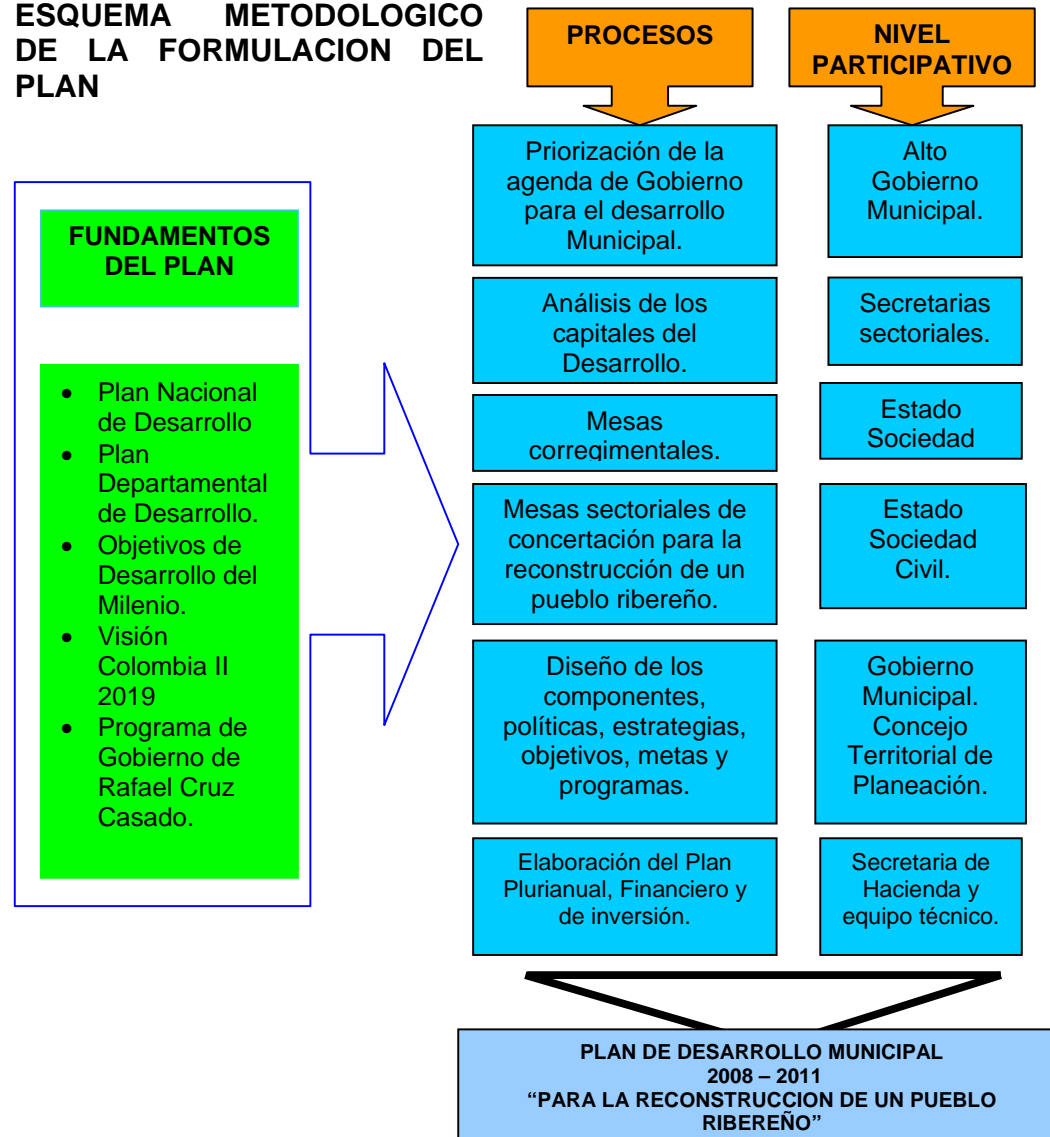 ESQUEMA METODOLOGICO
DE LA FORMULACION DEL
PLAN
FUNDAMENTOS
DEL PLAN
• Plan Nacional
de Desarrollo
• Plan
Departamental
de Desarrollo.
• Objetivos de
Desarrollo del
Milenio.
• Visión
Colombia II
2019
• Programa de
Gobierno de
Rafael Cruz
Casado.
PROCESOS
NIVEL
PARTICIPATIVO
Priorización de la
agenda de Gobierno
para el desarrollo
Municipal.
Alto
Gobierno
Municipal.
Análisis de los
capitales del
Desarrollo.
Secretarias
sectoriales.
Mesas
corregimentales.
Estado
Sociedad
Mesas sectoriales de
concertación para la
reconstrucción de un
pueblo ribereño.
Estado
Sociedad
Civil.
Diseño de los
componentes,
políticas, estrategias,
objetivos, metas y
programas.
Gobierno
Municipal.
Concejo
Territorial de
Planeación.
Elaboración del Plan
Plurianual, Financiero y
de inversión.
Secretaria de
Hacienda y
equipo técnico.
PLAN DE DESARROLLO MUNICIPAL
2008 – 2011
“PARA LA RECONSTRUCCION DE UN PUEBLO
RIBEREÑO”